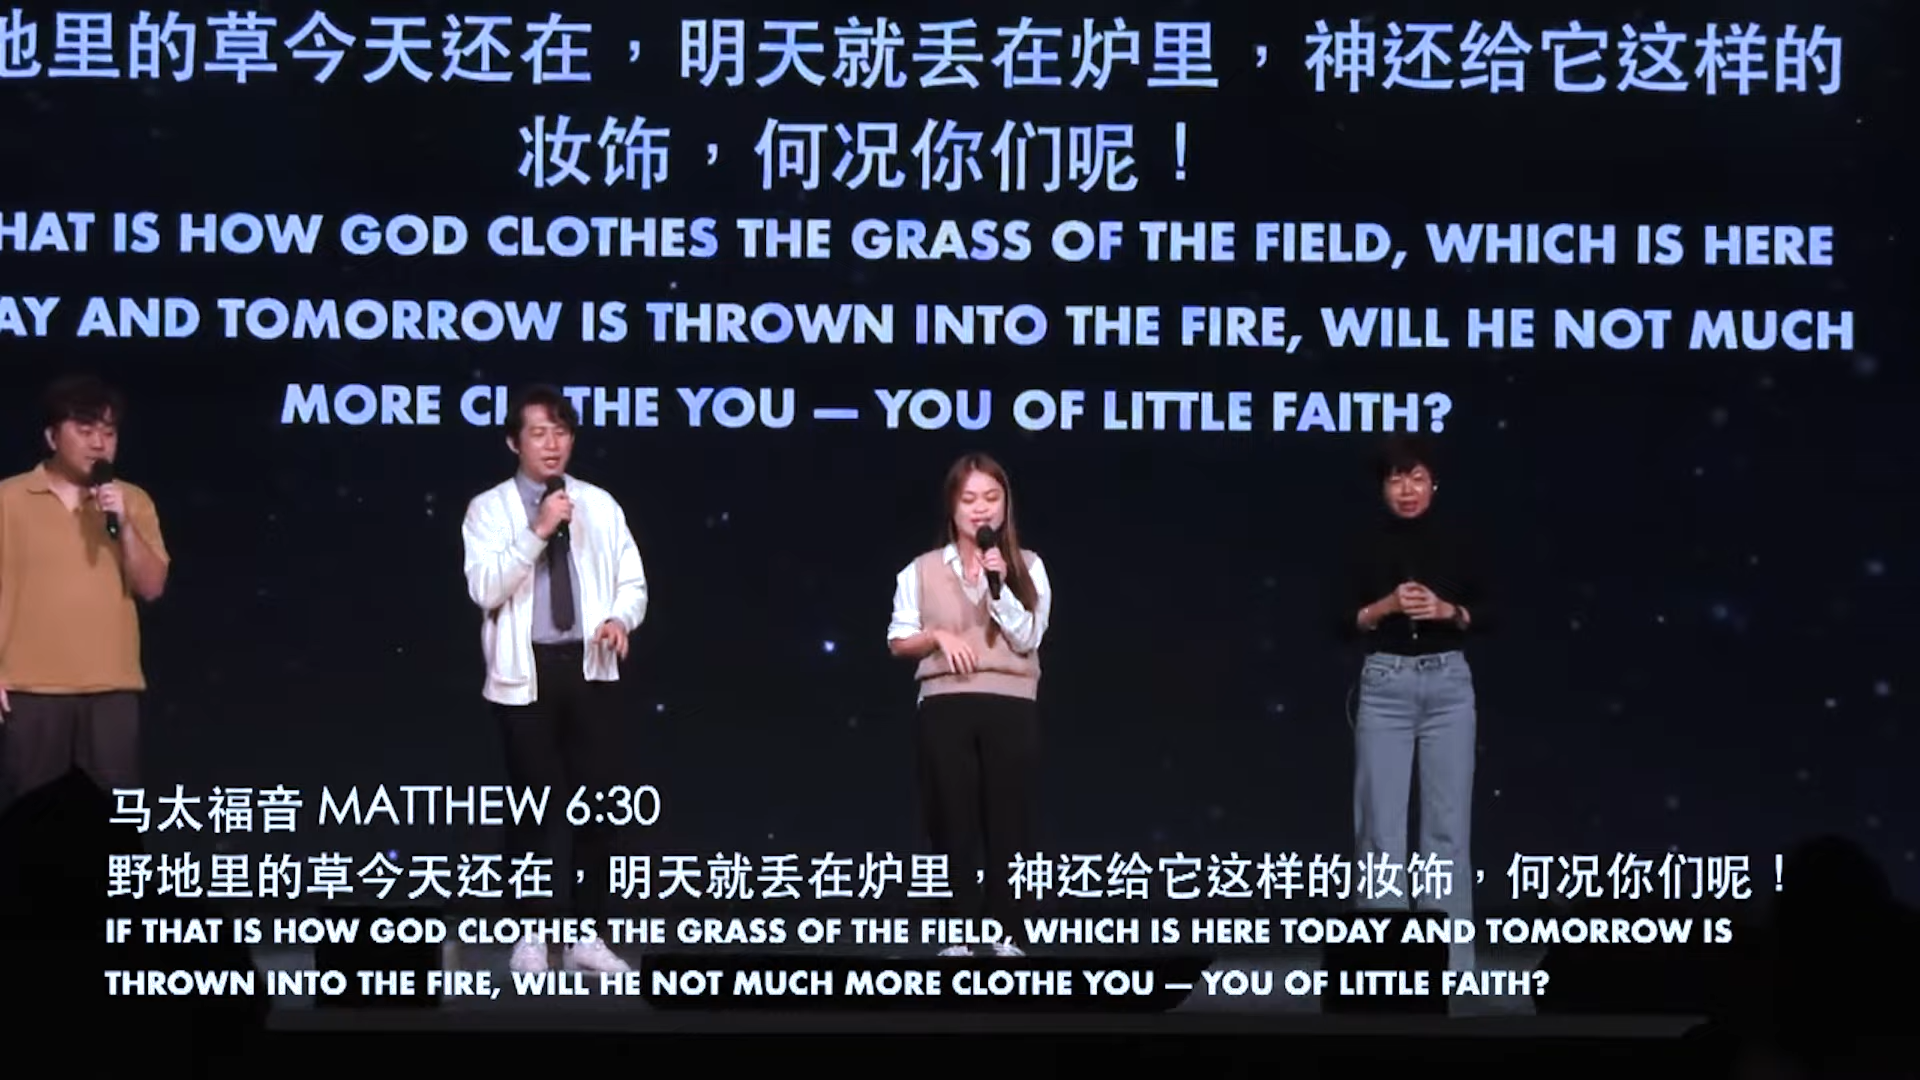 地里的草今天还在，明天就丢在炉里，神还给它这样的
妆饰，何况你们呢！
HAT IS HOW GOD CLOTHES THE GRASS OF THE FIELD, WHICH IS HERE
AY AND TOMORROW IS THROWN INTO THE FIRE, WILL HE NOT MUCH
MORE CL THE YOU — YOU OF LITTLE FAITH?
马太福音 MATTHEW 6:30
野地里的草今天还在，明天就丢在炉里，神还给它这样的妆饰，何况你们呢！
IF THAT IS HOW GOD CLOTHES THE GRASS OF THE FIELD, WHICH IS HERE TODAY AND TOMORROW IS
THROWN INTO THE FIRE, WILL HE NOT MUCH MORE CLOTHE YOU — YOU OF LITTLE FAITH?